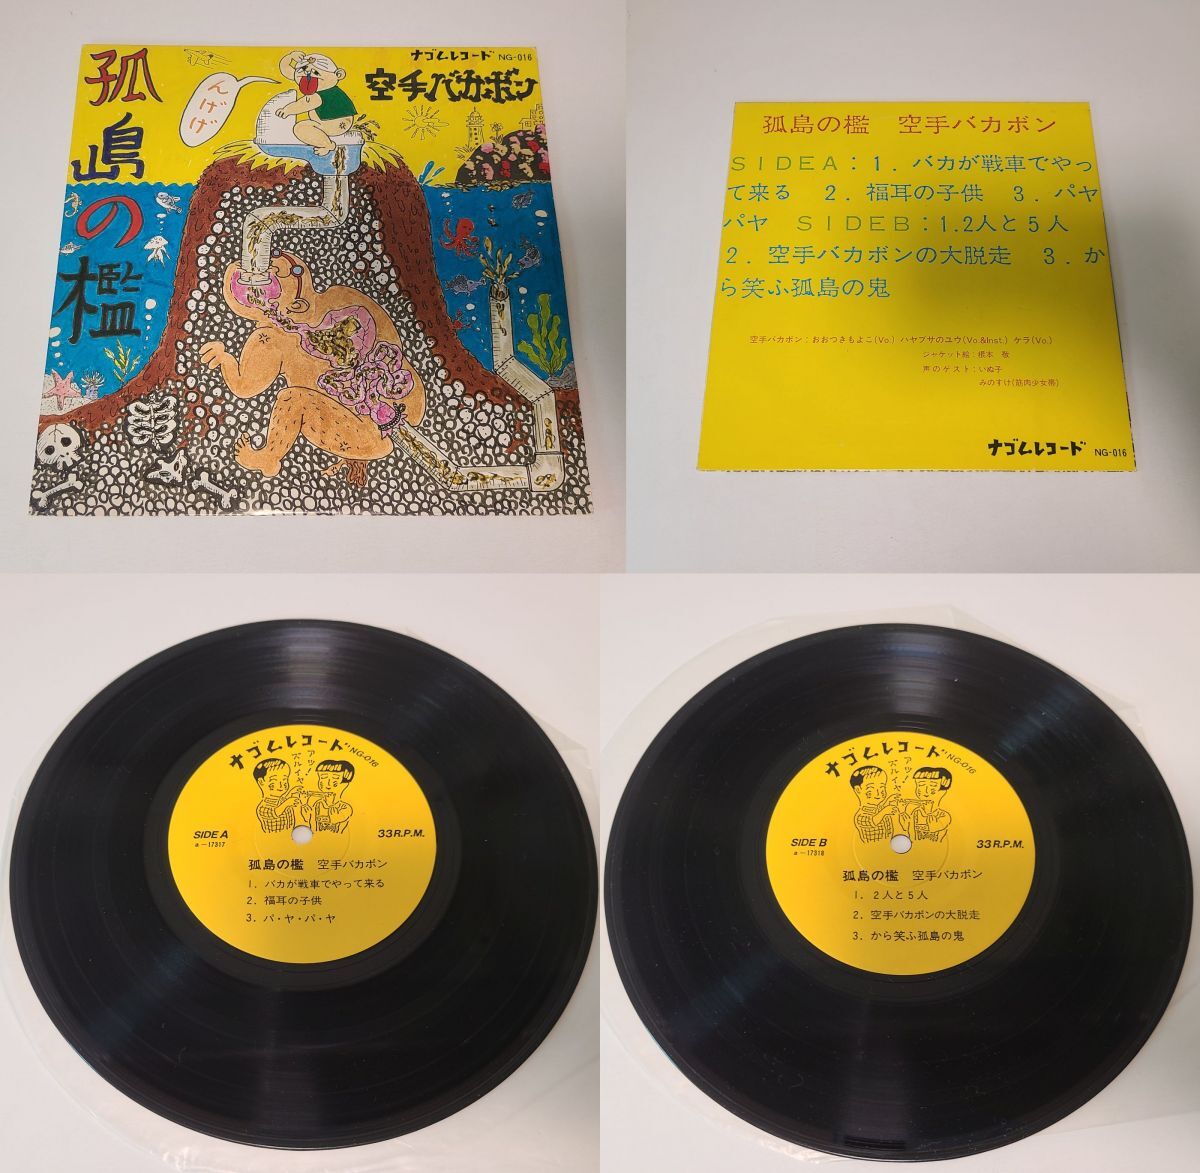 孤島の檻
んげげ
ナゴムレコード NG-016
空手バカボン
孤島の檻 空手バカボン
SIDEA:1.バカが戦車でやっ
て来る 2.福耳の子供 3.パヤ
パヤ SIDEB:1.2人と5人
2.空手バカボンの大脱走 3.か
ら笑ふ孤島の鬼
空手バカボン:おおつきもよこ(Vo.) ハヤブサのユウ(Vo.&Inst.) ケラ(Vo.)
ジャケット絵:根本 敬
声のゲスト:いぬ子
みのすけ(筋肉少女帯)
ナゴムレコード NG-016
ナゴムレコード "NG-016
アッ!
ズルイヤ
SIDE A
a-17317
33 R.P.M.
孤島の檻 空手バカボン
1. バカが戦車でやって来る
2. 福耳の子供
3. パ・ヤ・パ・ヤ
ナゴムレコード "NG-016
アッ!
ズルイヤ
SIDE B
a-17318
33 R.P.M.
孤島の檻 空手バカボン
1. 2人と5人
2. 空手バカボンの大脱走
3. から笑ふ孤島の鬼